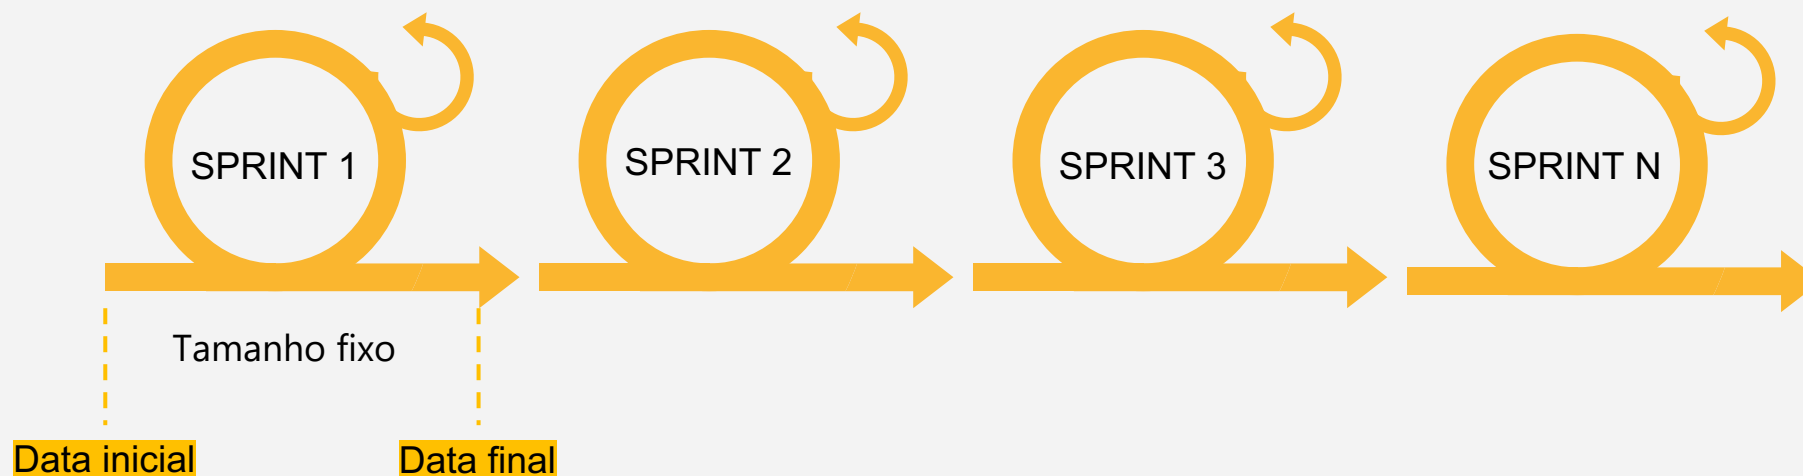 SPRINT 1
SPRINT 2
SPRINT 3
SPRINT N
Tamanho fixo
Data inicial
Data final